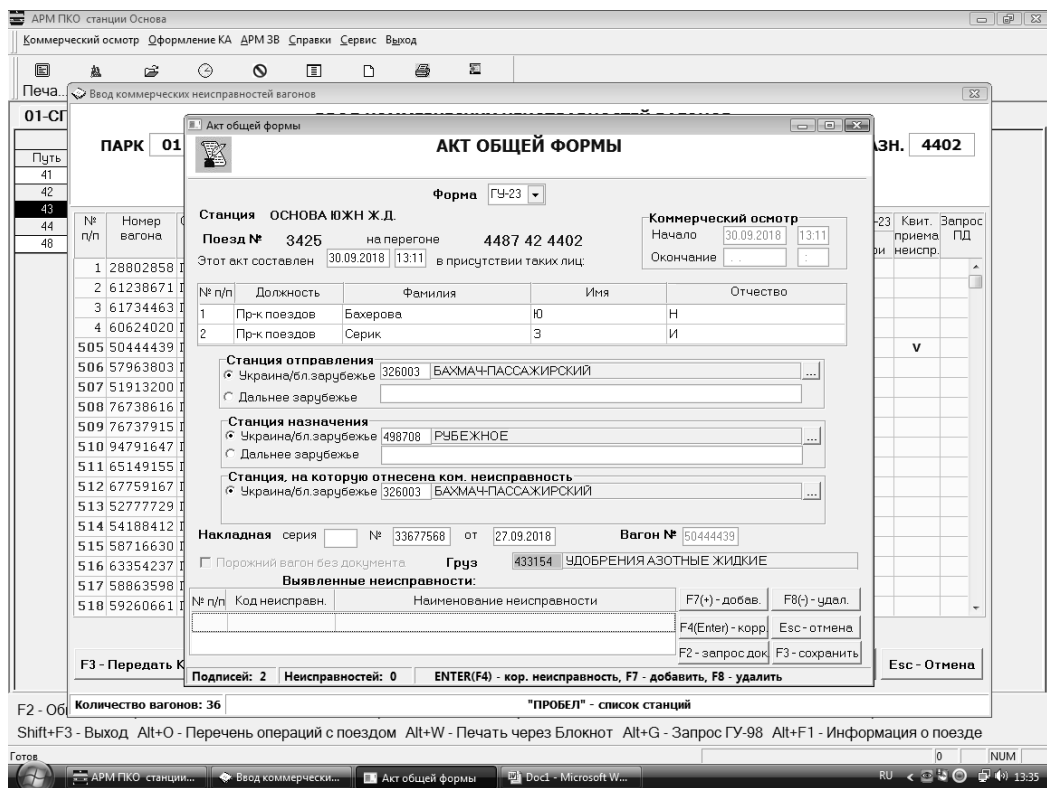 АРМ ПКО станции Основа
Коммерческий осмотр Оформление КА АРМ ЗВ Справки Сервис Выход
Печа...
Ввод коммерческих неисправностей вагонов
01-СГ
Акт общей формы
ПАРК 01
АКТ ОБЩЕЙ ФОРМЫ
АЗН. 4402
Путь
41
42
43
44
48
Форма ГУ-23
Станция ОСНОВА ЮЖН Ж.Д.
Коммерческий осмотр
Поезд № 3425 на перегоне 4487 42 4402
Начало 30.09.2018 13:11
Этот акт составлен 30.09.2018 13:11 в присутствии таких лиц:
Окончание . . :
№ п/п Номер вагона
-23 Квит. приема неиспр. Запрос ПД
№ п/п Должность Фамилия Имя Отчество
1 Пр-к поездов Бахерова Ю Н
2 Пр-к поездов Серик З И
1 28802858 П
2 61238671 П
3 61734463 П
4 60624020 П
505 50444439 П V
506 57963803 П
507 51913200 П
508 76738616 П
509 76737915 П
510 94791647 П
511 65149155 П
512 67759167 П
513 52777729 П
514 54188412 П
515 58716630 П
516 63354237 П
517 58863598 П
518 59260661 П
Станция отправления
Украина/бл.зарубежье 326003 БАХМАЧ-ПАССАЖИРСКИЙ ...
Дальнее зарубежье
Станция назначения
Украина/бл.зарубежье 498708 РУБЕЖНОЕ ...
Дальнее зарубежье
Станция, на которую отнесена ком. неисправность
Украина/бл.зарубежье 326003 БАХМАЧ-ПАССАЖИРСКИЙ ...
Накладная серия № 33677568 от 27.09.2018 Вагон № 50444439
Порожний вагон без документа Груз 433154 УДОБРЕНИЯ АЗОТНЫЕ ЖИДКИЕ
Выявленные неисправности:
№ п/п Код неисправн. Наименование неисправности
F7(+) - добав. F8(-) - удал.
F4(Enter) - корр. Esc - отмена
F2 - запрос док F3 - сохранить
F3 - Передать К
Esc - Отмена
Подписей: 2 Неисправностей: 0 ENTER(F4) - кор. неисправность, F7 - добавить, F8 - удалить
Количество вагонов: 36 "ПРОБЕЛ" - список станций
F2 - Об
Shift+F3 - Выход Alt+O - Перечень операций с поездом Alt+W - Печать через Блокнот Alt+G - Запрос ГУ-98 Alt+F1 - Информация о поезде
Готов 0 NUM
АРМ ПКО станции... Ввод коммерчески... Акт общей формы Doc1 - Microsoft W... RU 13:35